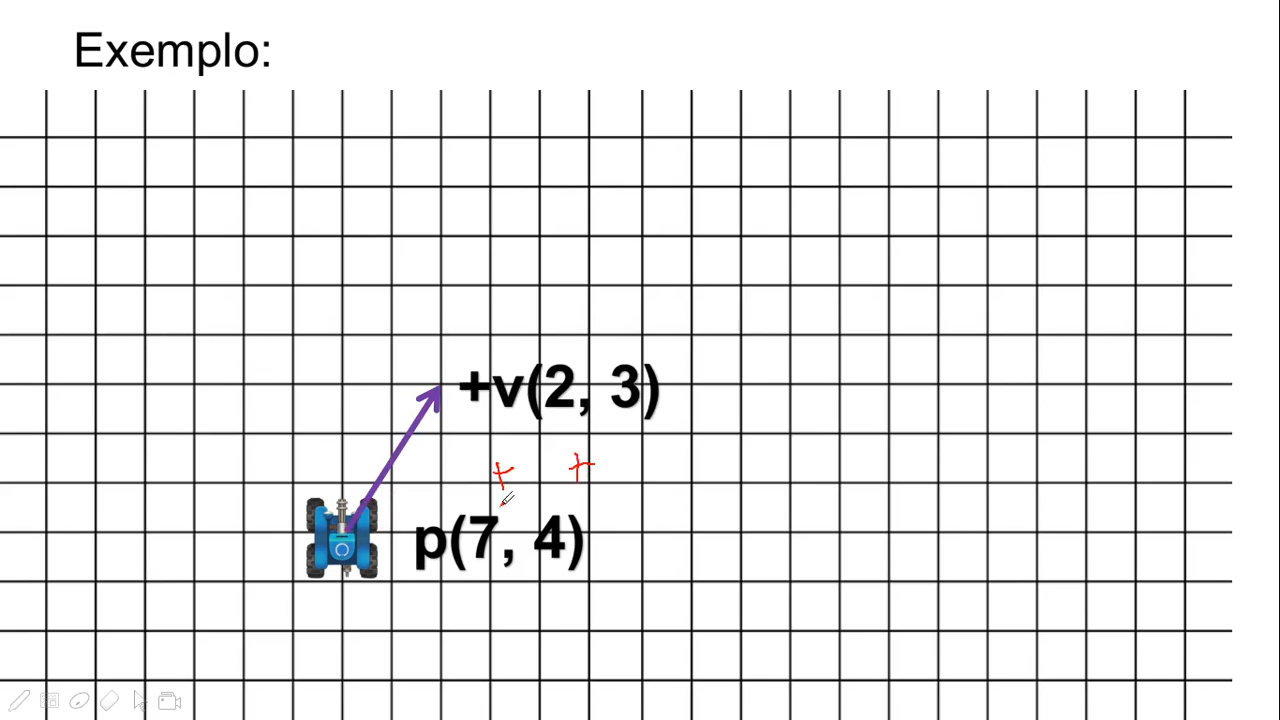 Exemplo:
+v(2, 3)
+ +
p(7, 4)